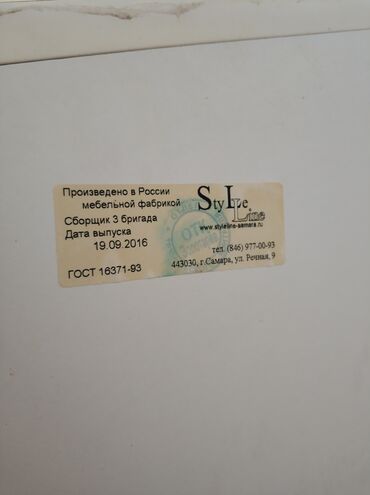 Произведено в России
мебельной фабрикой
Style Line
www.styleline-samara.ru
Сборщик 3 бригада
Дата выпуска
19.09.2016
тел. (846) 977-00-93
443030, г.Самара, ул. Речная, 9
ГОСТ 16371-93
ОТК